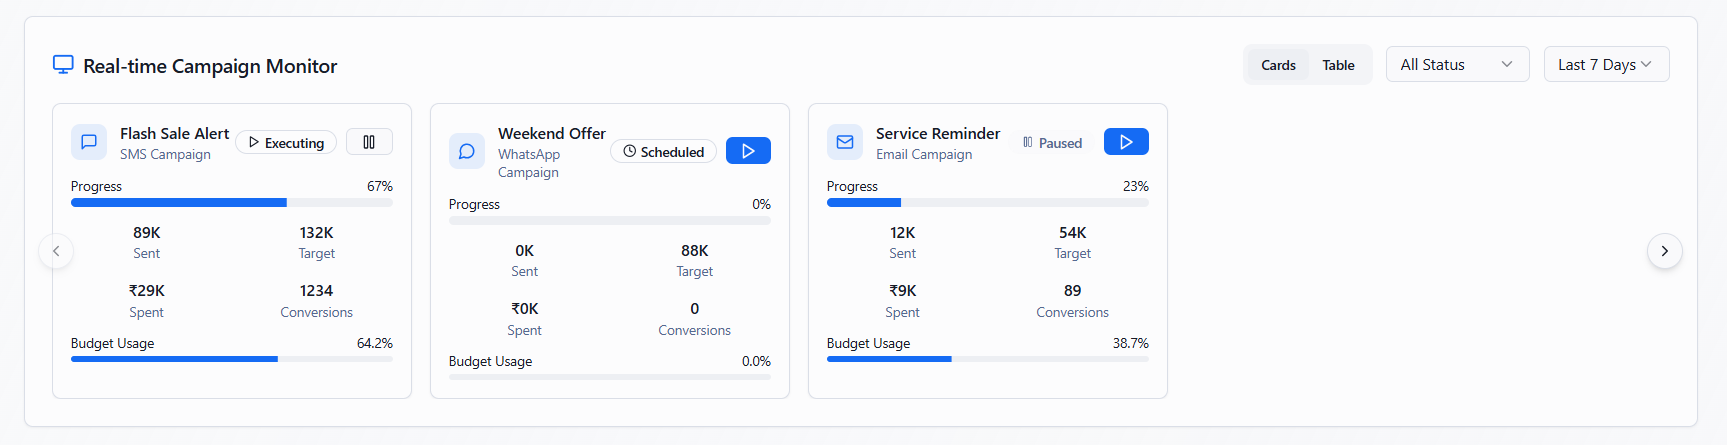 Real-time Campaign Monitor
Cards
Table
All Status
Last 7 Days
Flash Sale Alert
SMS Campaign
Executing
Progress
67%
89K
132K
Sent
Target
₹29K
1234
Spent
Conversions
Budget Usage
64.2%
Weekend Offer
WhatsApp
Campaign
Scheduled
Progress
0%
0K
88K
Sent
Target
₹0K
0
Spent
Conversions
Budget Usage
0.0%
Service Reminder
Email Campaign
Paused
Progress
23%
12K
54K
Sent
Target
₹9K
89
Spent
Conversions
Budget Usage
38.7%